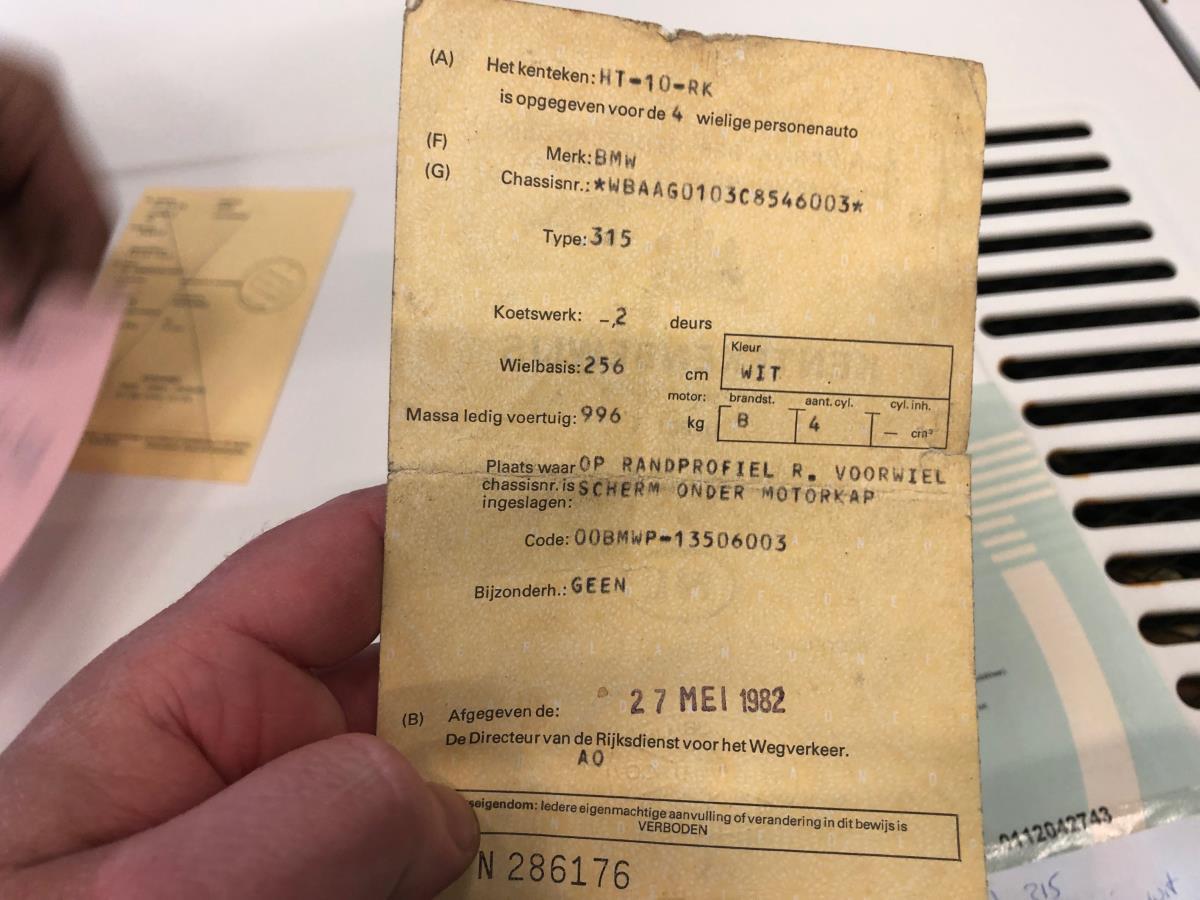 (A) Het kenteken: HT-10-RK
is opgegeven voor de 4 wielige personenauto
(F) Merk: BMW
(G) Chassisnr.: *WBAAG0103C8546003*
Type: 315
Koetswerk: -,2 deurs
Kleur
WIT
Wielbasis: 256 cm
motor: brandst. aant. cyl. cyl. inh.
Massa ledig voertuig: 996 kg B 4 — cm³
Plaats waar OP RANDPROFIEL R. VOORWIEL
chassisnr. is SCHERM ONDER MOTORKAP
ingeslagen:
Code: 00BMWP-13506003
Bijzonderh.: GEEN
27 MEI 1982
(B) Afgegeven de:
De Directeur van de Rijksdienst voor het Wegverkeer.
AO
seigendom: Iedere eigenmachtige aanvulling of verandering in dit bewijs is
VERBODEN
N 286176
0112042743
315